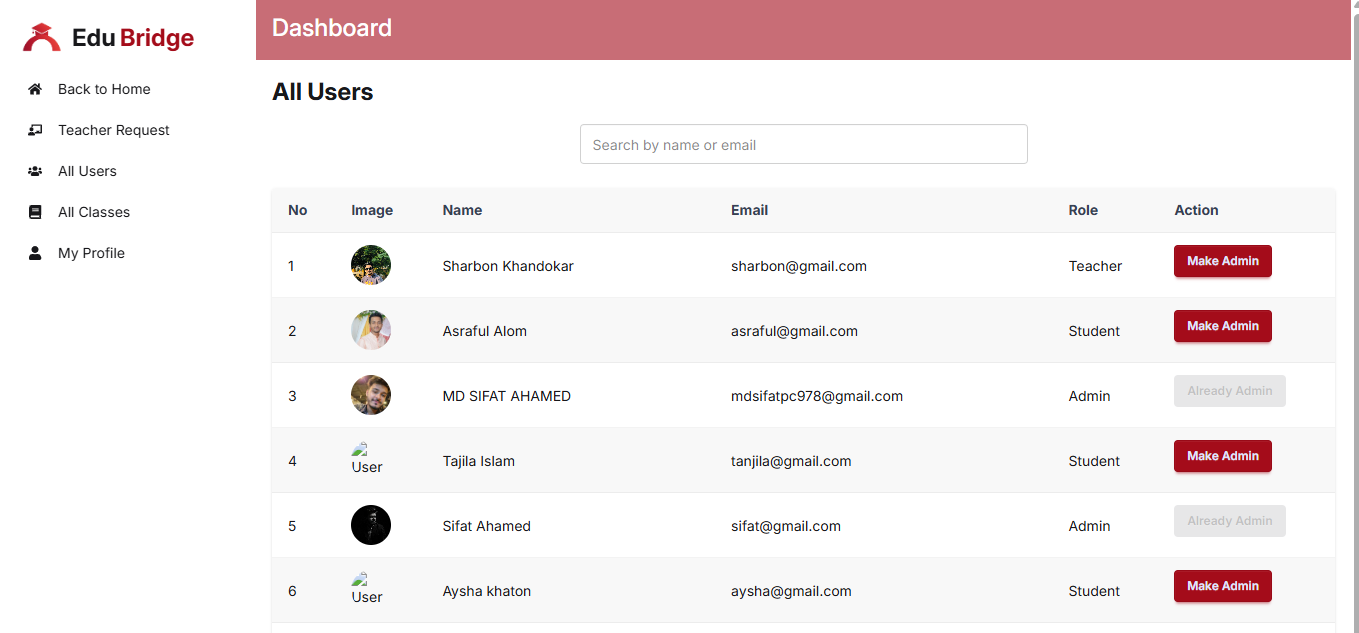 Edu Bridge
Back to Home
Teacher Request
All Users
All Classes
My Profile
Dashboard
All Users
Search by name or email
No Image Name Email Role Action
1 Sharbon Khandokar sharbon@gmail.com Teacher Make Admin
2 Asraful Alom asraful@gmail.com Student Make Admin
3 MD SIFAT AHAMED mdsifatpc978@gmail.com Admin Already Admin
4 User Tajila Islam tanjila@gmail.com Student Make Admin
5 Sifat Ahamed sifat@gmail.com Admin Already Admin
6 User Aysha khaton aysha@gmail.com Student Make Admin